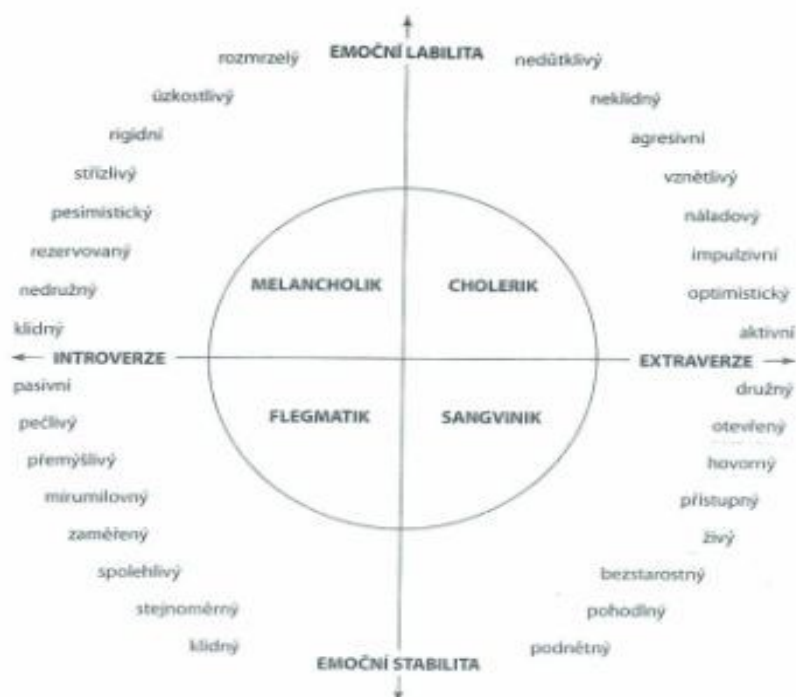 rozmrzelý EMOČNÍ LABILITA nedůtklivý
úzkostlivý neklidný
rigidní agresivní
střízlivý vznětlivý
pesimistický náladový
rezervovaný impulzivní
MELANCHOLIK CHOLERIK
nedružný optimistický
klidný aktivní
INTROVERZE EXTRAVERZE
pasivní družný
FLEGMATIK SANGVINIK
pečlivý otevřený
přemýšlivý hovorný
mírumilovný přístupný
zaměřený živý
spolehlivý bezstarostný
stejnoměrný pohodlný
klidný podnětný
EMOČNÍ STABILITA